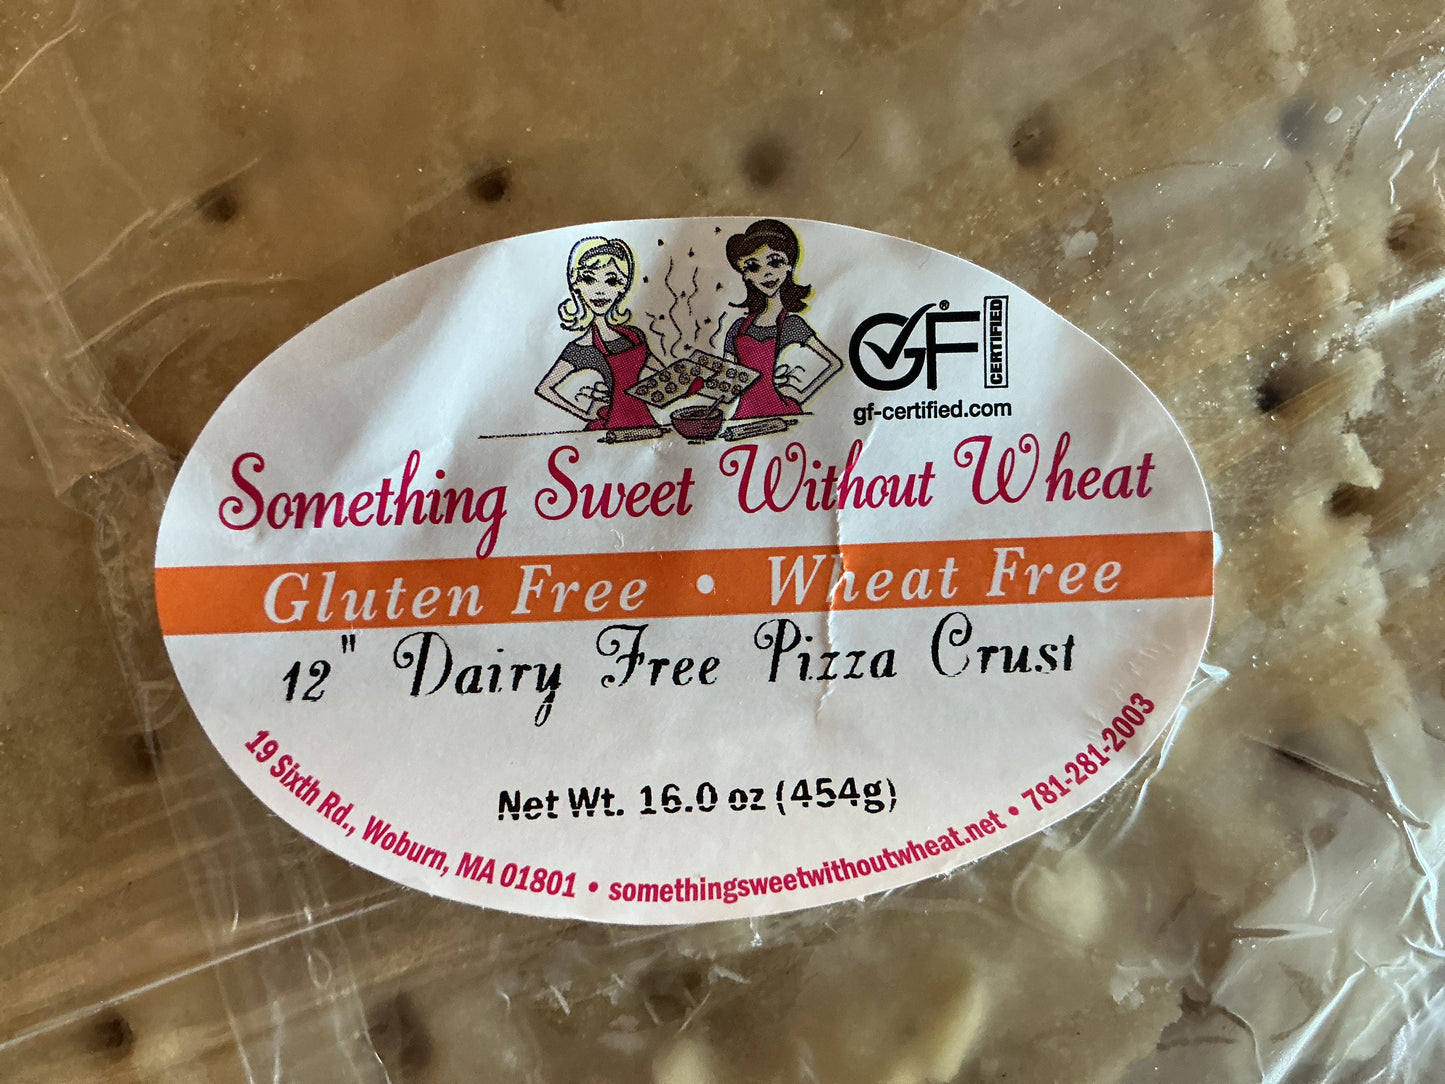 GF®
CERTIFIED
gf-certified.com
Something Sweet Without Wheat
Gluten Free • Wheat Free
12" Dairy Free Pizza Crust
Net Wt. 16.0 oz (454g)
19 Sixth Rd., Woburn, MA 01801 • somethingsweetwithoutwheat.net • 781-281-2003